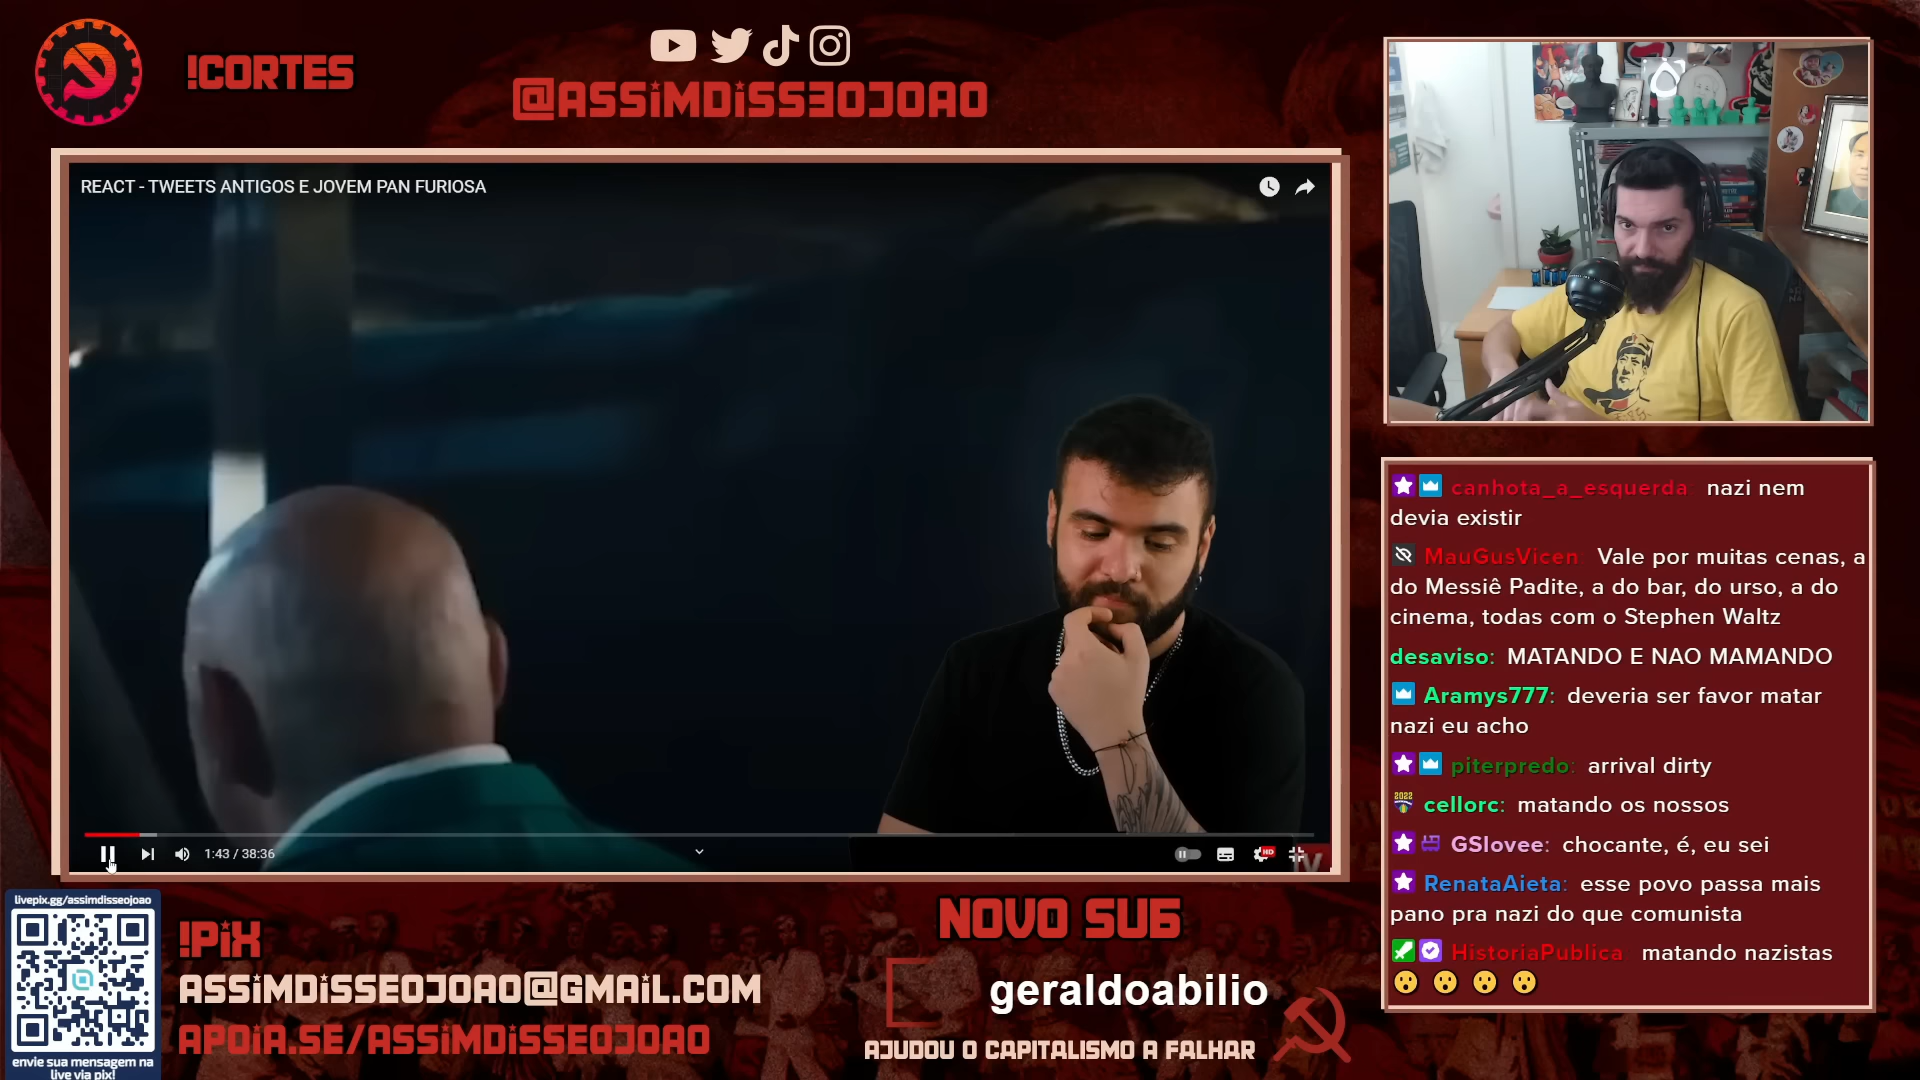 !CORTES
@ASSIMDISSEOJOAO
REACT - TWEETS ANTIGOS E JOVEM PAN FURIOSA
1:43 / 38:36
HD
canhota_a_esquerda: nazi nem
devia existir
MauGusVicen: Vale por muitas cenas, a
do Messiê Padite, a do bar, do urso, a do
cinema, todas com o Stephen Waltz
desaviso: MATANDO E NAO MAMANDO
Aramys777: deveria ser favor matar
nazi eu acho
piterpredo: arrival dirty
2022
cellorc: matando os nossos
GSlovee: chocante, é, eu sei
RenataAieta: esse povo passa mais
pano pra nazi do que comunista
HistoriaPublica: matando nazistas
livepix.gg/assimdisseojoao
envie sua mensagem na
live via pix!
!PIX
ASSIMDISSEOJOAO@GMAIL.COM
APOIA.SE/ASSIMDISSEOJOAO
NOVO SUB
geraldoabilio
AJUDOU O CAPITALISMO A FALHAR